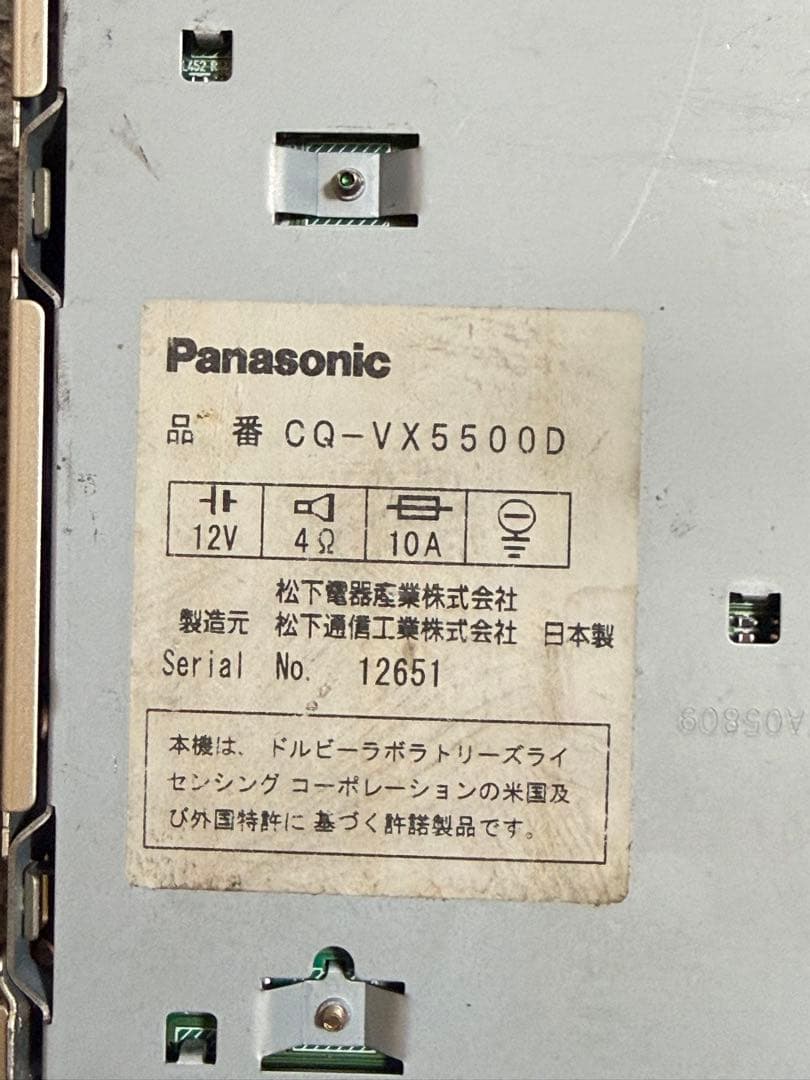 L452-R
Panasonic
品番 CQ-VX5500D
12V 4Ω 10A
松下電器産業株式会社
製造元 松下通信工業株式会社 日本製
Serial No. 12651
A05809
本機は、ドルビーラボラトリーズライ
センシング コーポレーションの米国及
び外国特許に 基づく許諾製品です。